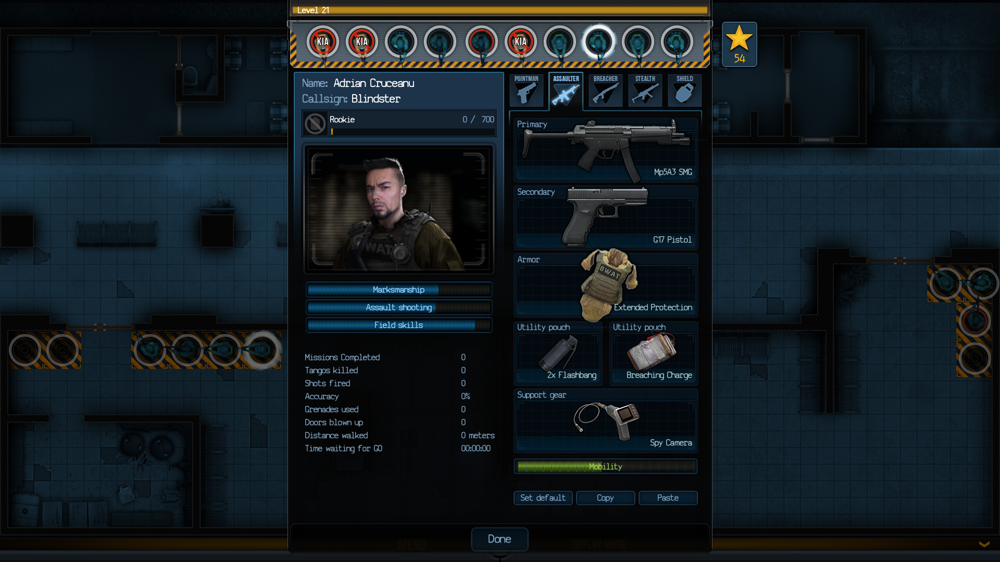 Level 21
KIA
KIA
KIA
54
Name: Adrian Cruceanu
Callsign: Blindster
Rookie 0 / 700
SWAT
Marksmanship
Assault shooting
Field skills
Missions Completed 0
Tangos killed 0
Shots fired 0
Accuracy 0%
Grenades used 0
Doors blown up 0
Distance walked 0 meters
Time waiting for GO 00:00:00
POINTMAN
ASSAULTER
BREACHER
STEALTH
SHIELD
Primary
Mp5A3 SMG
Secondary
G17 Pistol
Armor
SWAT
Extended Protection
Utility pouch
2x Flashbang
Utility pouch
Breaching Charge
Support gear
Spy Camera
Mobility
Set default
Copy
Paste
Done
MENU
DEPLOY MODE